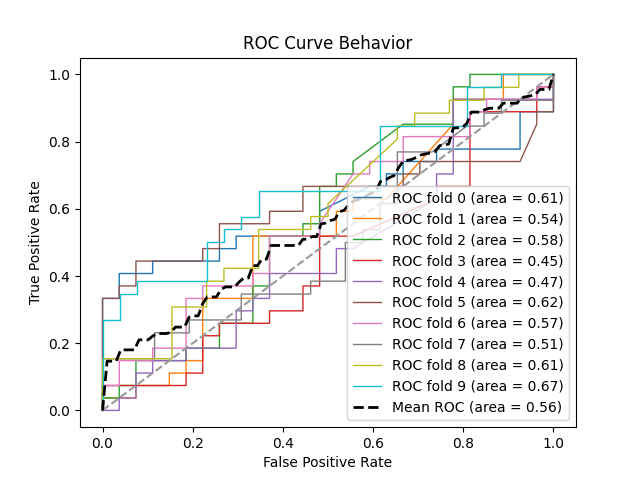 ROC Curve Behavior
True Positive Rate
1.0
0.8
0.6
0.4
0.2
0.0
ROC fold 0 (area = 0.61)
ROC fold 1 (area = 0.54)
ROC fold 2 (area = 0.58)
ROC fold 3 (area = 0.45)
ROC fold 4 (area = 0.47)
ROC fold 5 (area = 0.62)
ROC fold 6 (area = 0.57)
ROC fold 7 (area = 0.51)
ROC fold 8 (area = 0.61)
ROC fold 9 (area = 0.67)
Mean ROC (area = 0.56)
0.0 0.2 0.4 0.6 0.8 1.0
False Positive Rate